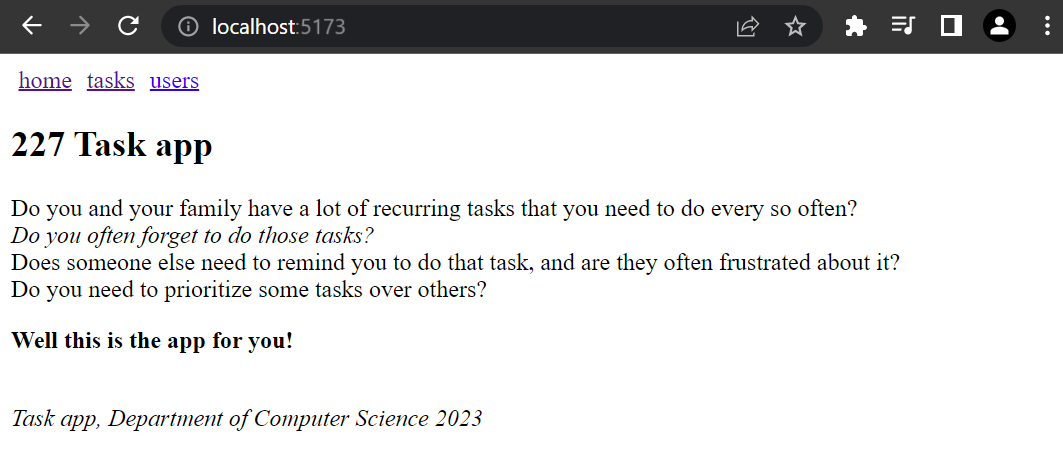 localhost:5173
home tasks users
227 Task app
Do you and your family have a lot of recurring tasks that you need to do every so often?
Do you often forget to do those tasks?
Does someone else need to remind you to do that task, and are they often frustrated about it?
Do you need to prioritize some tasks over others?
Well this is the app for you!
Task app, Department of Computer Science 2023